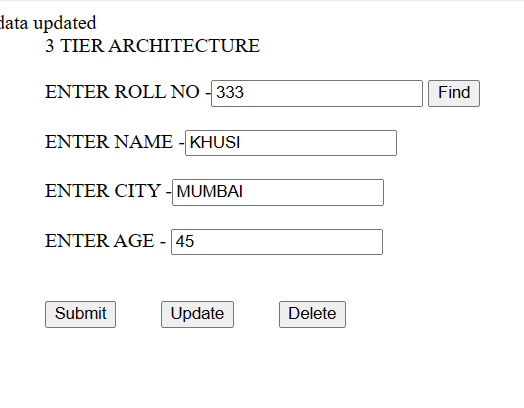 data updated
3 TIER ARCHITECTURE
ENTER ROLL NO -333 Find
ENTER NAME -KHUSI
ENTER CITY -MUMBAI
ENTER AGE - 45
Submit Update Delete